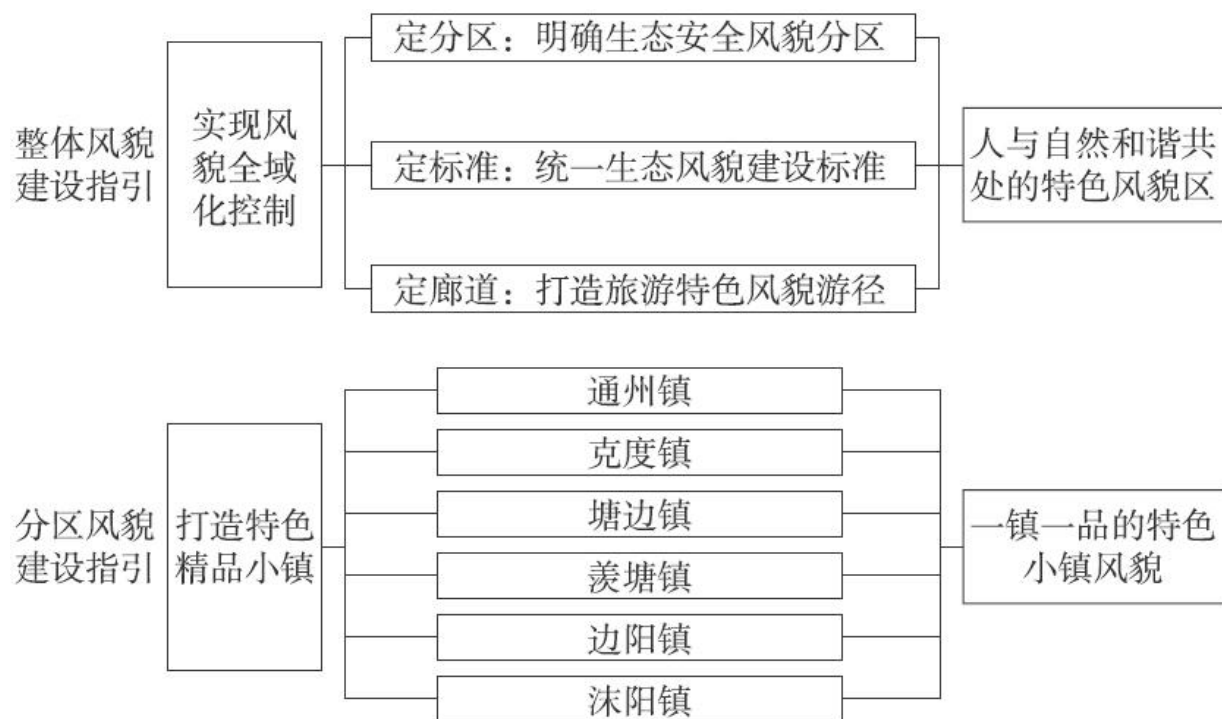 整体风貌
建设指引
实现风
貌全域
化控制
定分区：明确生态安全风貌分区
定标准：统一生态风貌建设标准
定廊道：打造旅游特色风貌游径
人与自然和谐共
处的特色风貌区
分区风貌
建设指引
打造特色
精品小镇
通州镇
克度镇
塘边镇
羡塘镇
边阳镇
沫阳镇
一镇一品的特色
小镇风貌